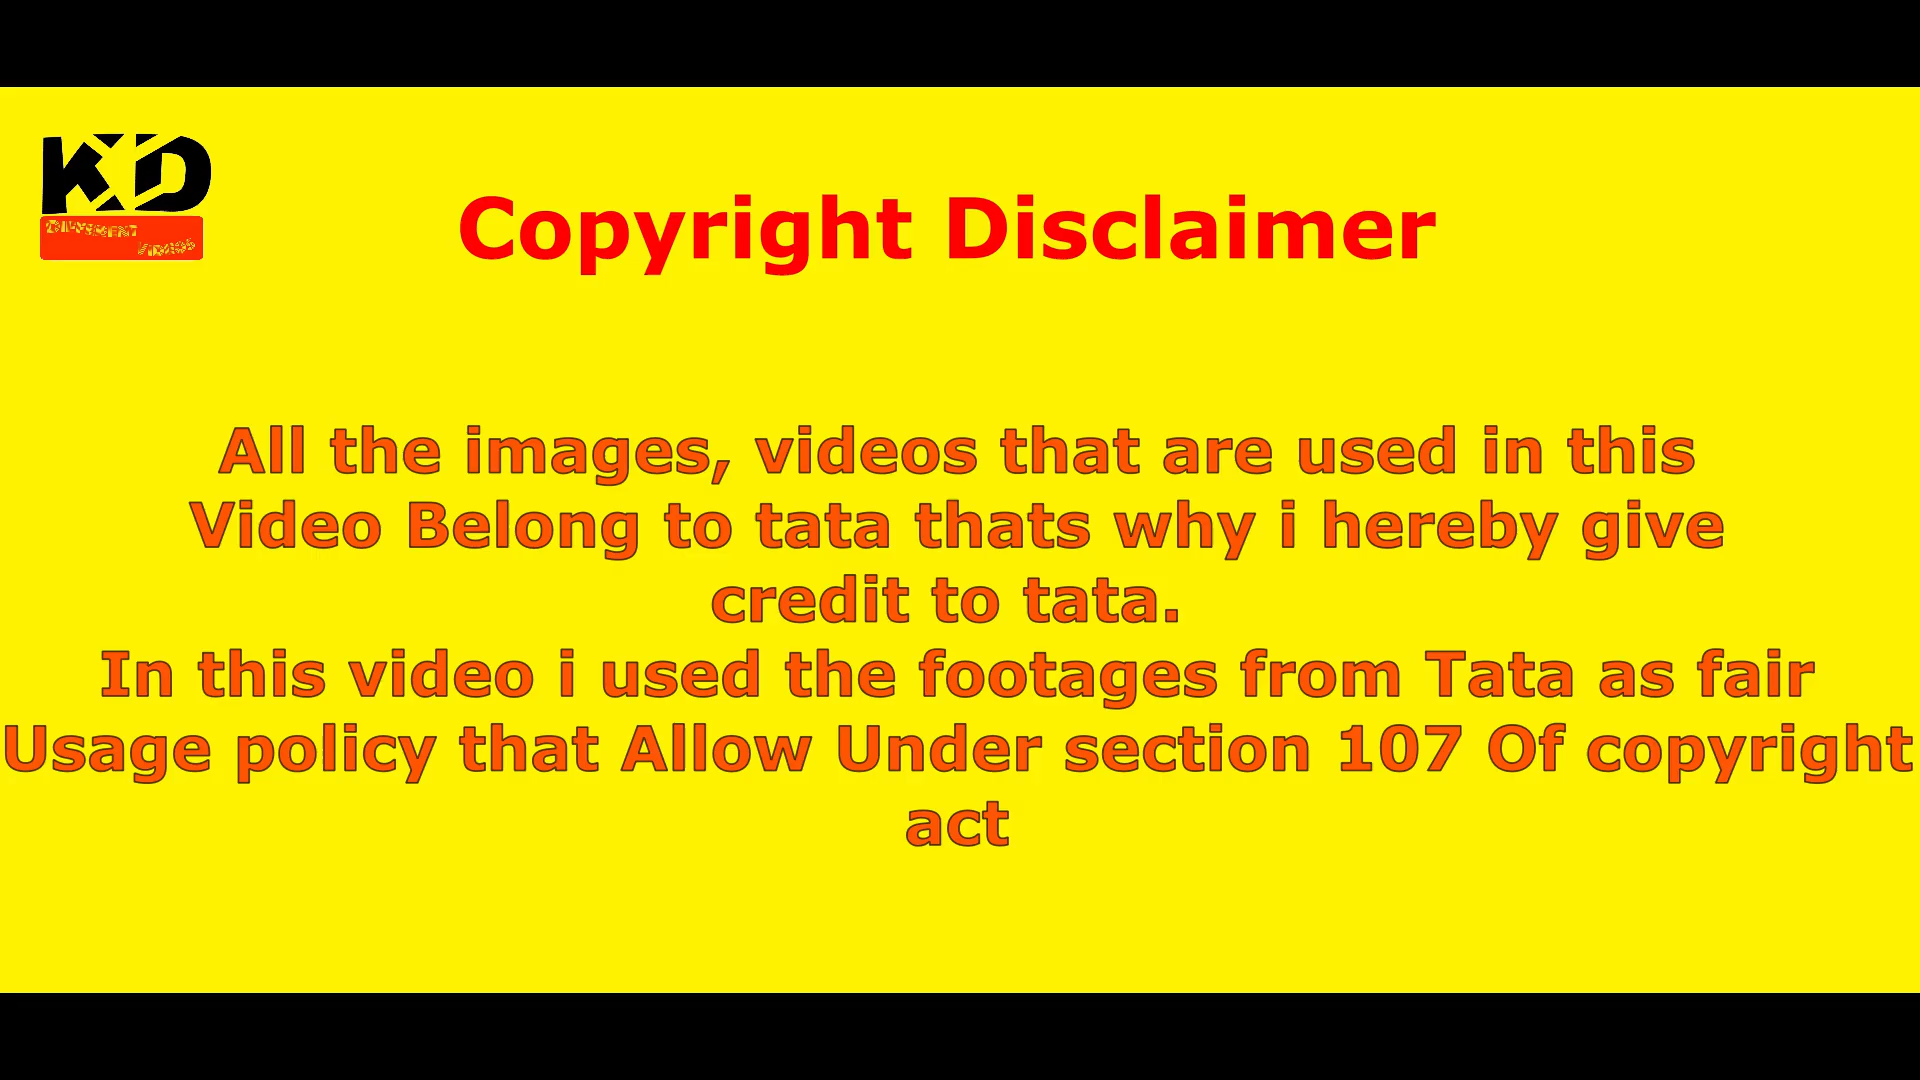 KD
DIFFERENT
VIDEOS
Copyright Disclaimer
All the images, videos that are used in this
Video Belong to tata thats why i hereby give
credit to tata.
In this video i used the footages from Tata as fair
Usage policy that Allow Under section 107 Of copyright
act